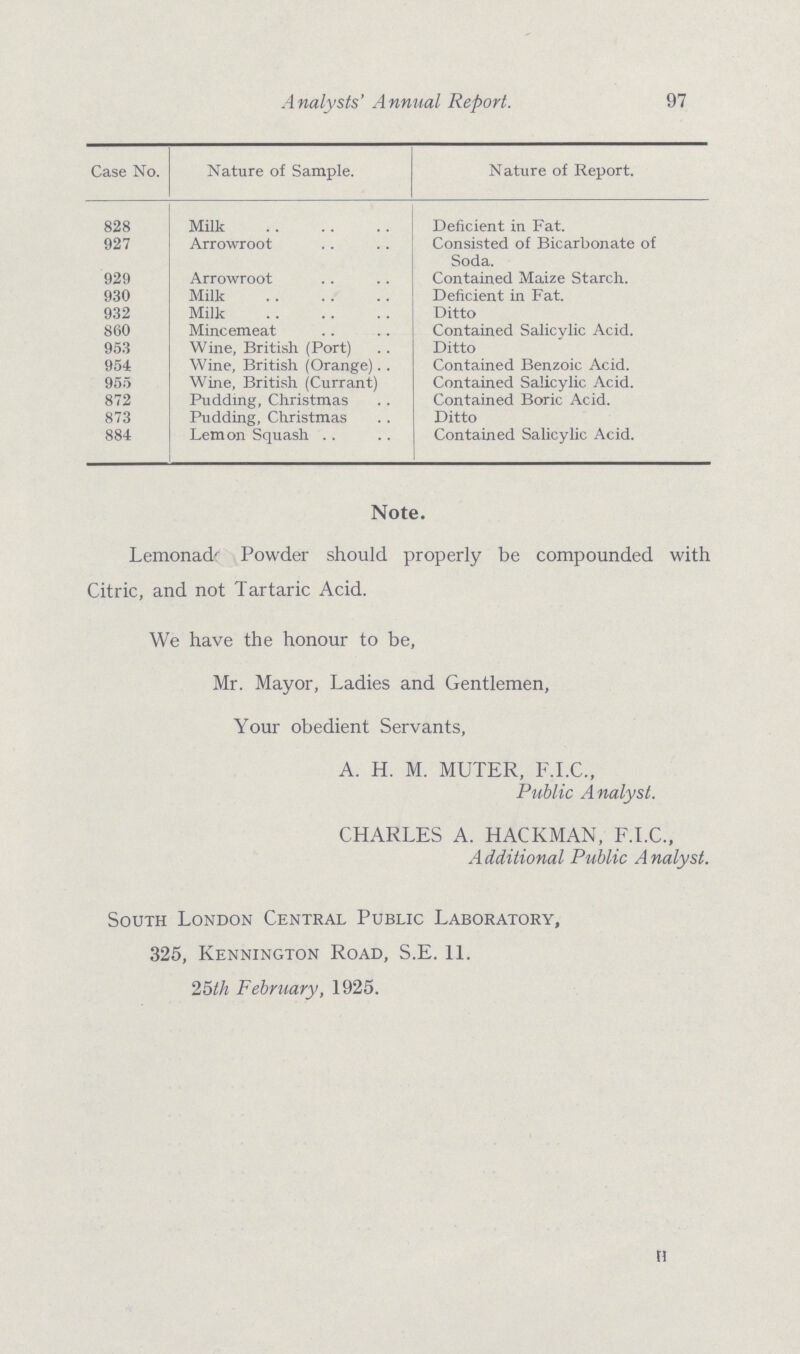 Analysts' Annual Report. 97
Case No. Nature of Sample. Nature of Report.
828 Milk .. .. .. Deficient in Fat.
927 Arrowroot .. .. Consisted of Bicarbonate of
Soda.
929 Arrowroot .. .. Contained Maize Starch.
930 Milk .. .. .. Deficient in Fat.
932 Milk .. .. .. Ditto
860 Mincemeat .. .. Contained Salicylic Acid.
953 Wine, British (Port) .. Ditto
954 Wine, British (Orange) .. Contained Benzoic Acid.
955 Wine, British (Currant) Contained Salicylic Acid.
872 Pudding, Christmas .. Contained Boric Acid.
873 Pudding, Christmas .. Ditto
884 Lemon Squash .. .. Contained Salicylic Acid.
Note.
Lemonade Powder should properly be compounded with
Citric, and not Tartaric Acid.
We have the honour to be,
Mr. Mayor, Ladies and Gentlemen,
Your obedient Servants,
A. H. M. MUTER, F.I.C.,
Public Analyst.
CHARLES A. HACKMAN, F.I.C.,
Additional Public Analyst.
South London Central Public Laboratory,
325, Kennington Road, S.E. 11.
25th February, 1925.
H